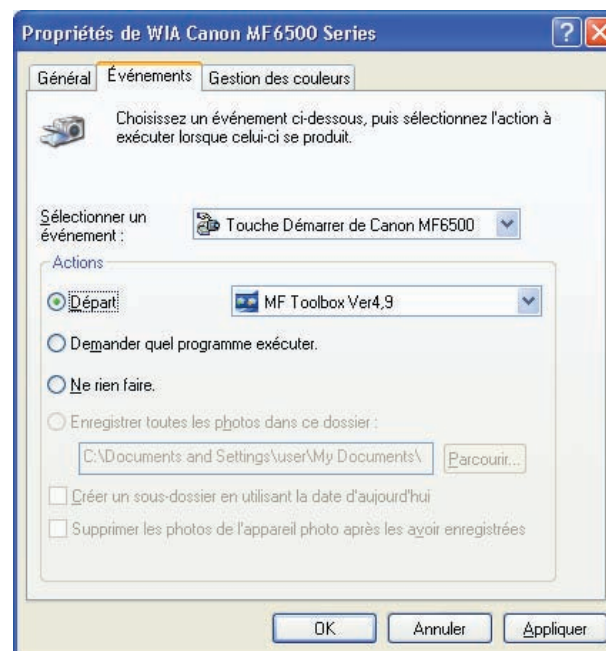 Propriétés de WIA Canon MF6500 Series
Général Événements Gestion des couleurs
Choisissez un événement ci-dessous, puis sélectionnez l'action à
exécuter lorsque celui-ci se produit.
Sélectionner un
événement :
Touche Démarrer de Canon MF6500
Actions
Départ
MF Toolbox Ver4,9
Demander quel programme exécuter.
Ne rien faire.
Enregistrer toutes les photos dans ce dossier :
C:\Documents and Settings\user\My Documents\
Parcourir...
Créer un sous-dossier en utilisant la date d'aujourd'hui
Supprimer les photos de l'appareil photo après les avoir enregistrées
OK Annuler Appliquer